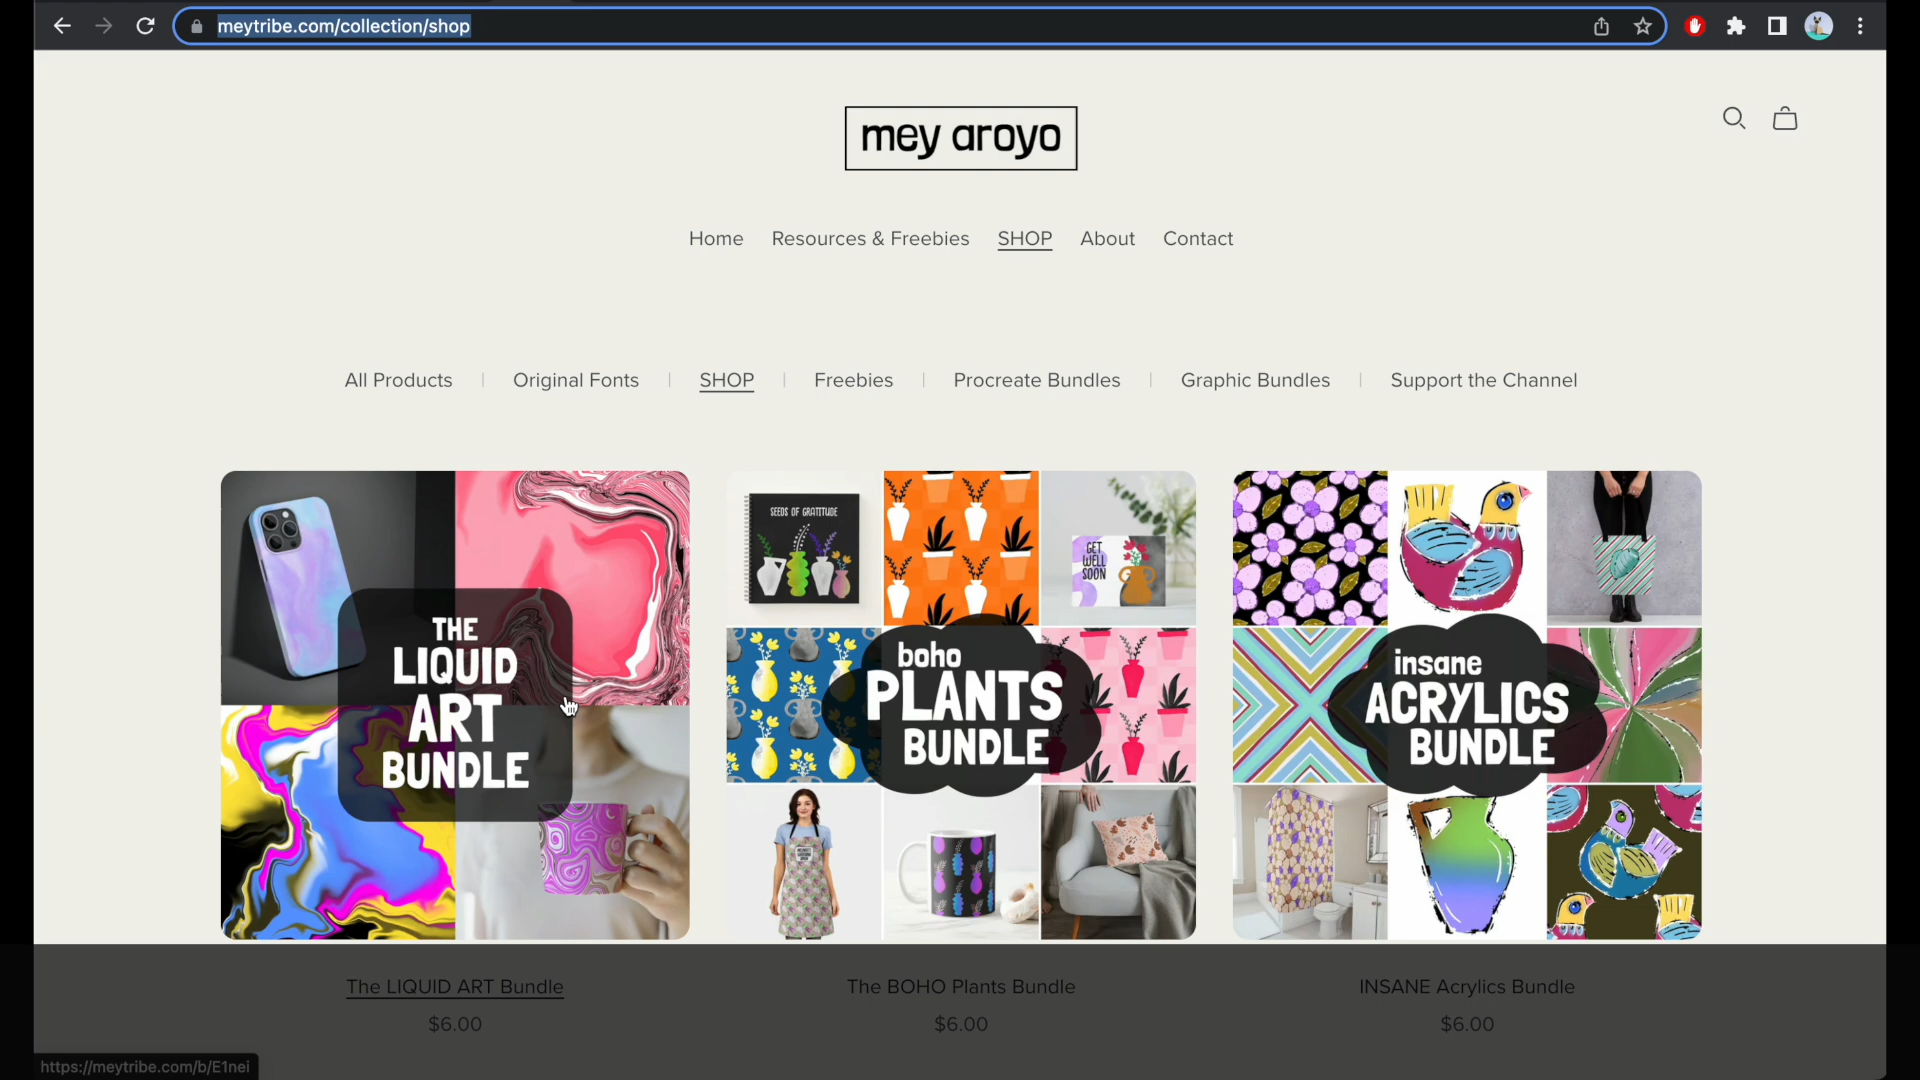 meytribe.com/collection/shop
mey aroyo
Home Resources & Freebies SHOP About Contact
All Products | Original Fonts | SHOP | Freebies | Procreate Bundles | Graphic Bundles | Support the Channel
THE
LIQUID
ART
BUNDLE
SEEDS OF GRATITUDE
GET
WELL
SOON
boho
PLANTS
BUNDLE
insane
ACRYLICS
BUNDLE
The LIQUID ART Bundle
$6.00
The BOHO Plants Bundle
$6.00
INSANE Acrylics Bundle
$6.00
https://meytribe.com/b/E1nei